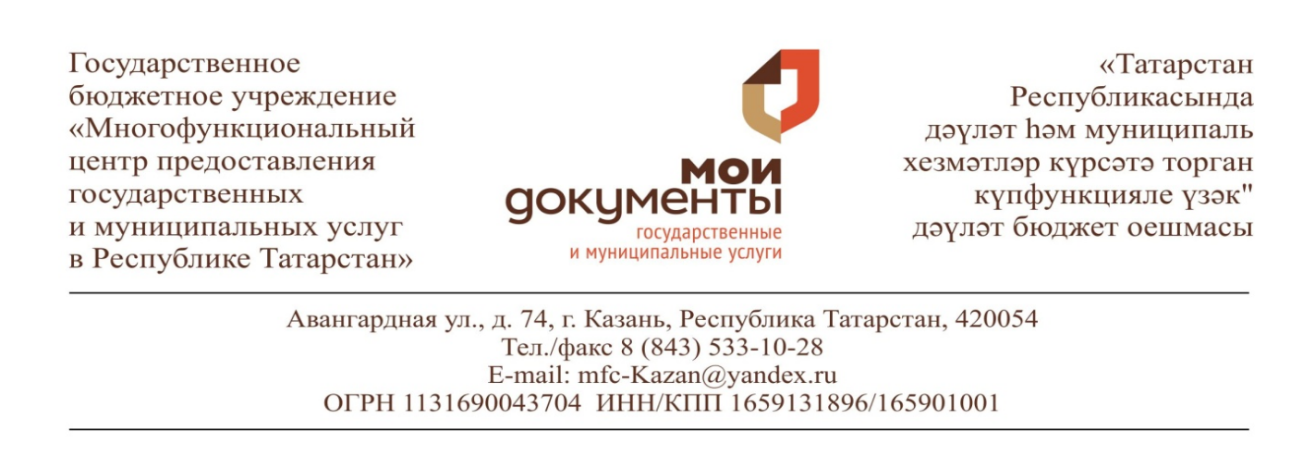 Государственное
бюджетное учреждение
«Многофункциональный
центр предоставления
государственных
и муниципальных услуг
в Республике Татарстан»
мои
документы
государственные
и муниципальные услуги
«Татарстан
Республикасында
дәүләт һәм муниципаль
хезмәтләр күрсәтә торган
күпфункцияле үзәк"
дәүләт бюджет оешмасы
Авангардная ул., д. 74, г. Казань, Республика Татарстан, 420054
Тел./факс 8 (843) 533-10-28
E-mail: mfc-Kazan@yandex.ru
ОГРН 1131690043704 ИНН/КПП 1659131896/165901001